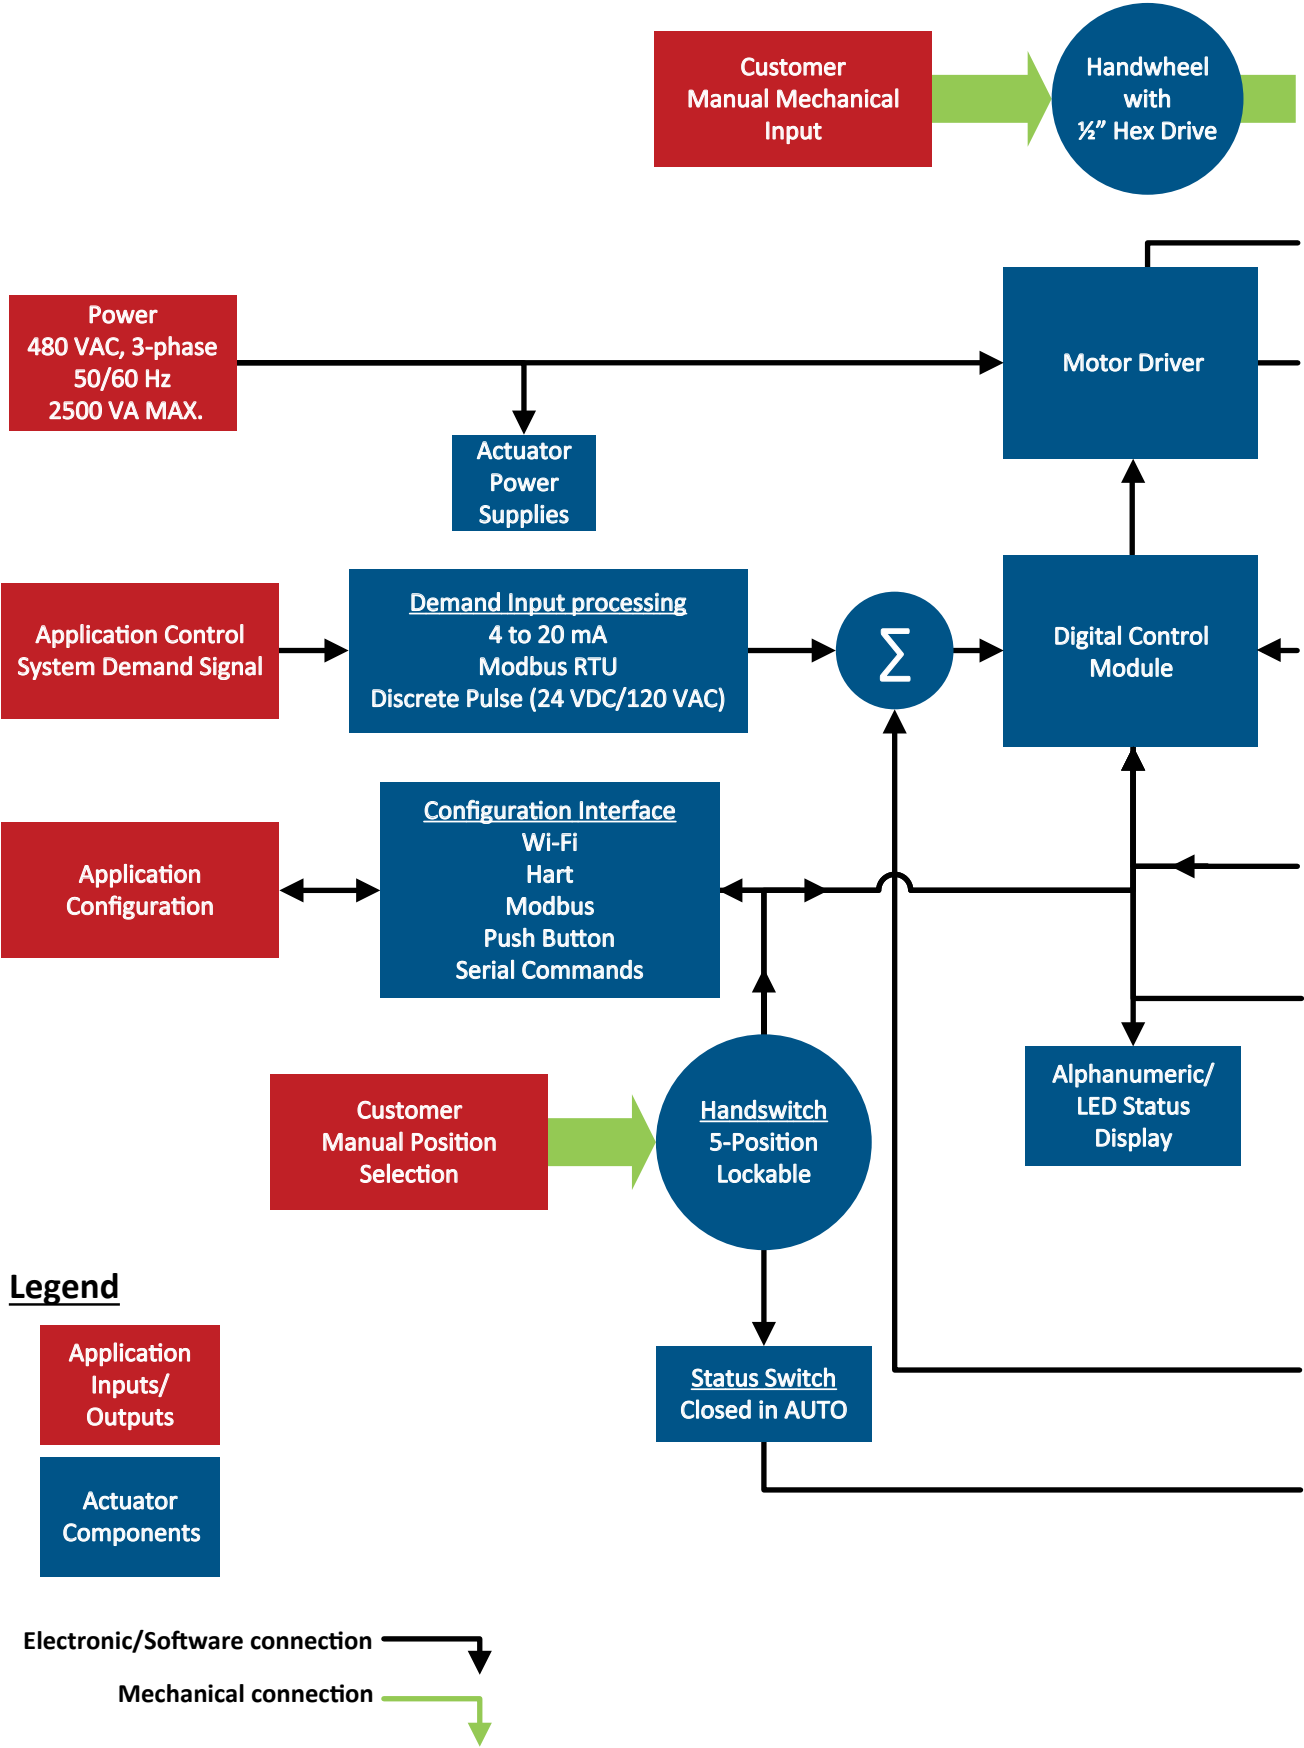 Customer
Manual Mechanical
Input
Handwheel
with
½” Hex Drive
Power
480 VAC, 3-phase
50/60 Hz
2500 VA MAX.
Motor Driver
Actuator
Power
Supplies
Application Control
System Demand Signal
Demand Input processing
4 to 20 mA
Modbus RTU
Discrete Pulse (24 VDC/120 VAC)
∑
Digital Control
Module
Application
Configuration
Configuration Interface
Wi-Fi
Hart
Modbus
Push Button
Serial Commands
Customer
Manual Position
Selection
Handswitch
5-Position
Lockable
Alphanumeric/
LED Status
Display
Status Switch
Closed in AUTO
Legend
Application
Inputs/
Outputs
Actuator
Components
Electronic/Software connection
Mechanical connection